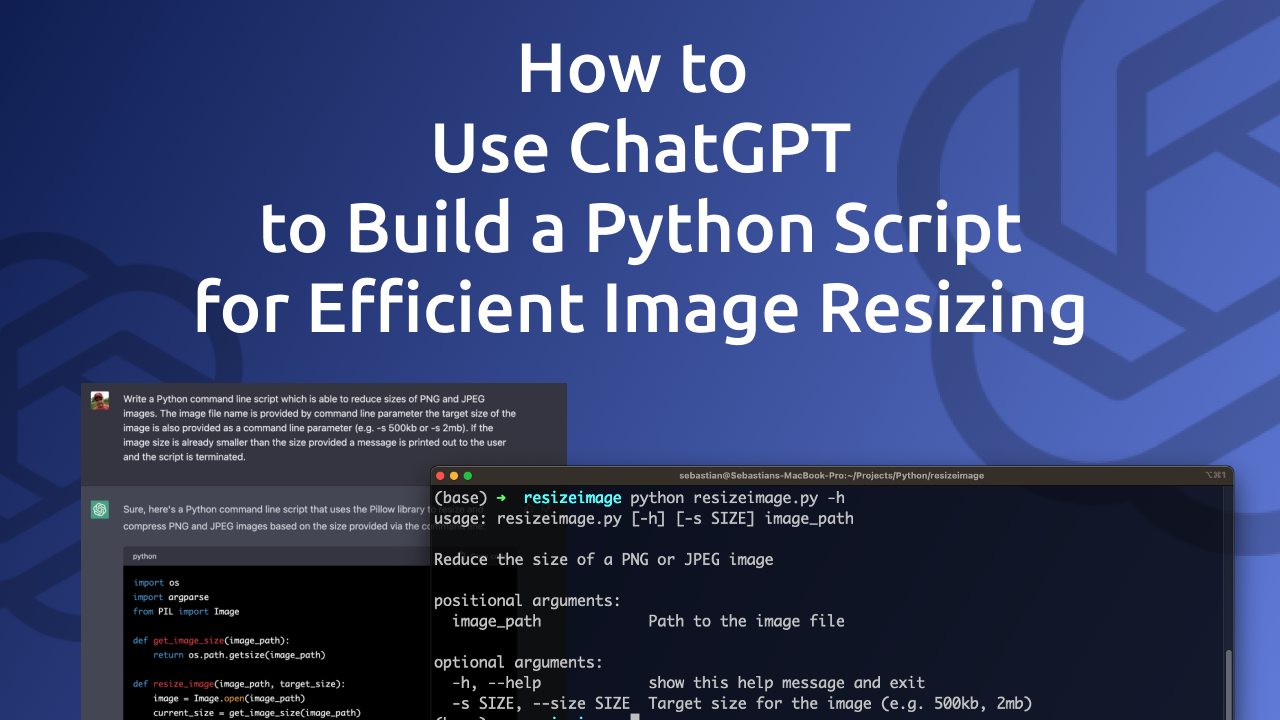 How to
Use ChatGPT
to Build a Python Script
for Efficient Image Resizing
Write a Python command line script which is able to reduce sizes of PNG and JPEG
images. The image file name is provided by command line parameter the target size of the
image is also provided as a command line parameter (e.g. -s 500kb or -s 2mb). If the
image size is already smaller than the size provided a message is printed out to the user
and the script is terminated.
Sure, here's a Python command line script that uses the Pillow library to resize and
compress PNG and JPEG images based on the size provided via the command line:
python
import os
import argparse
from PIL import Image
def get_image_size(image_path):
return os.path.getsize(image_path)
def resize_image(image_path, target_size):
image = Image.open(image_path)
current_size = get_image_size(image_path)
sebastian@Sebastians-MacBook-Pro:~/Projects/Python/resizeimage
⌥⌘1
(base) ➜ resizeimage python resizeimage.py -h
usage: resizeimage.py [-h] [-s SIZE] image_path
Reduce the size of a PNG or JPEG image
positional arguments:
image_path Path to the image file
optional arguments:
-h, --help show this help message and exit
-s SIZE, --size SIZE Target size for the image (e.g. 500kb, 2mb)